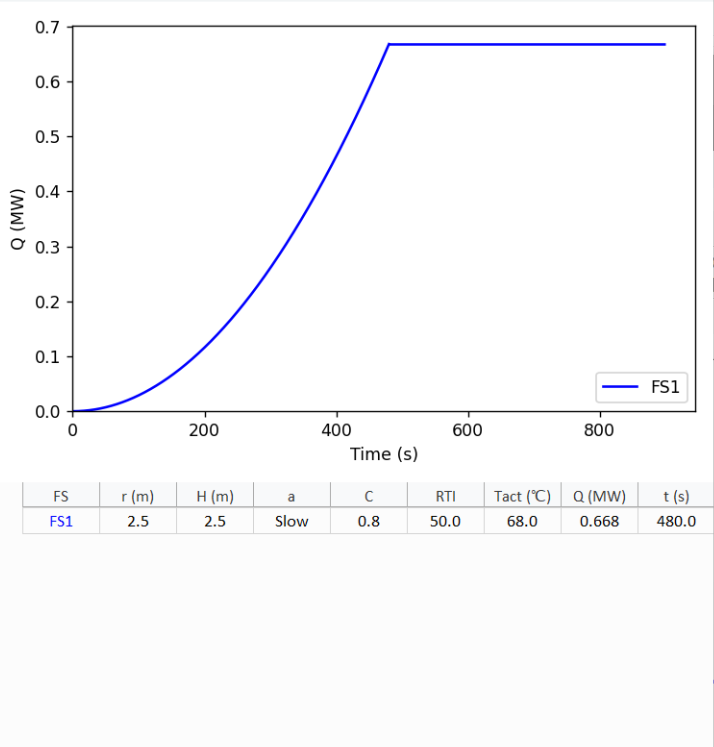 0.7
0.6
0.5
0.4
0.3
0.2
0.1
0.0
Q (MW)
FS1
0 200 400 600 800
Time (s)
FS r (m) H (m) a C RTI Tact (℃) Q (MW) t (s)
FS1 2.5 2.5 Slow 0.8 50.0 68.0 0.668 480.0